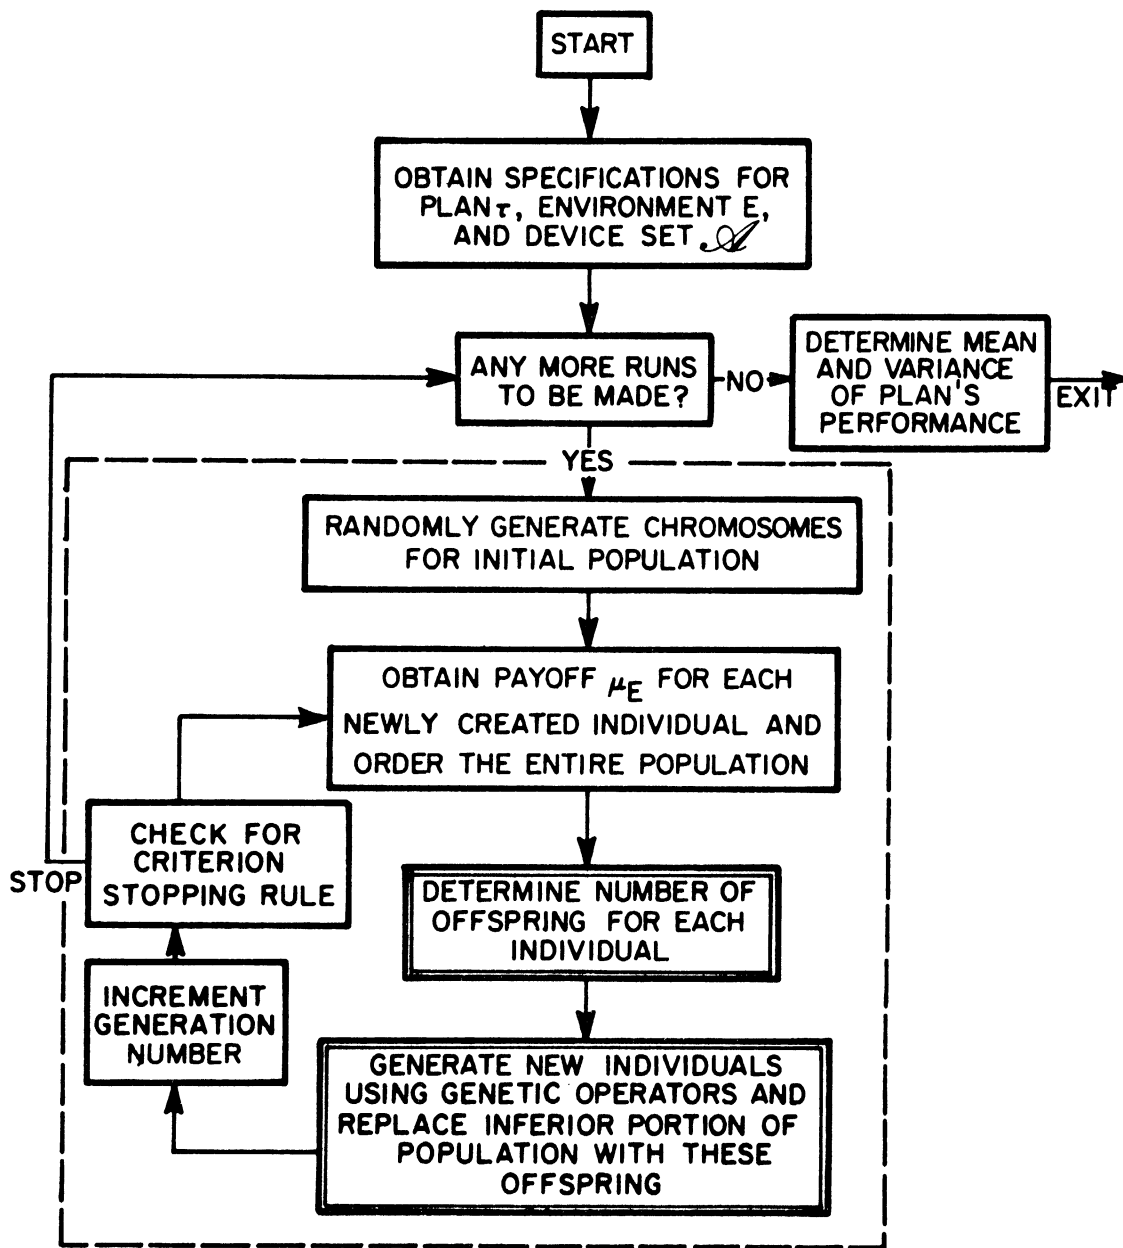 START
OBTAIN SPECIFICATIONS FOR
PLAN τ, ENVIRONMENT E,
AND DEVICE SET 𝒜
ANY MORE RUNS
TO BE MADE?
NO
DETERMINE MEAN
AND VARIANCE
OF PLAN'S
PERFORMANCE
EXIT
YES
RANDOMLY GENERATE CHROMOSOMES
FOR INITIAL POPULATION
OBTAIN PAYOFF μE FOR EACH
NEWLY CREATED INDIVIDUAL AND
ORDER THE ENTIRE POPULATION
CHECK FOR
CRITERION
STOPPING RULE
STOP
DETERMINE NUMBER OF
OFFSPRING FOR EACH
INDIVIDUAL
INCREMENT
GENERATION
NUMBER
GENERATE NEW INDIVIDUALS
USING GENETIC OPERATORS AND
REPLACE INFERIOR PORTION OF
POPULATION WITH THESE
OFFSPRING